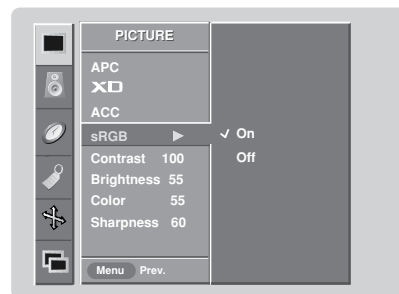 PICTURE
APC
XD
ACC
sRGB ▶ ✓ On
Contrast 100 Off
Brightness 55
Color 55
Sharpness 60
Menu Prev.